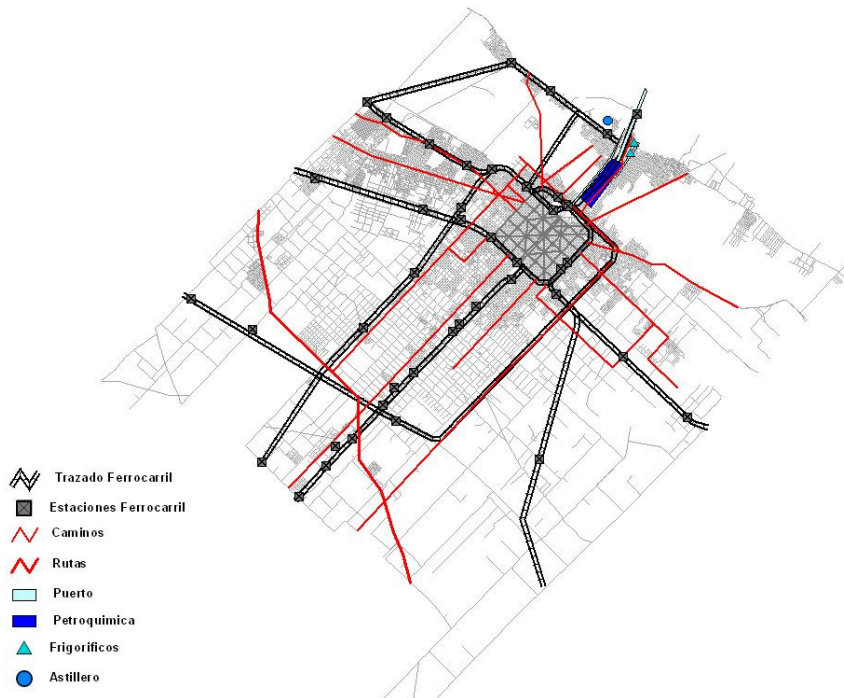 Trazado Ferrocarril
Estaciones Ferrocarril
Caminos
Rutas
Puerto
Petroquimica
Frigorificos
Astillero